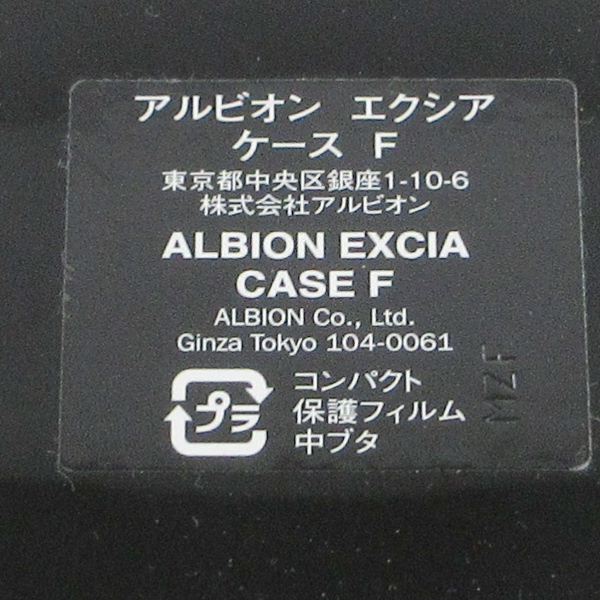 アルビオン エクシア
ケース F
東京都中央区銀座1-10-6
株式会社アルビオン
ALBION EXCIA
CASE F
ALBION Co., Ltd.
Ginza Tokyo 104-0061
プラ
コンパクト
保護フィルム
中ブタ
MZF